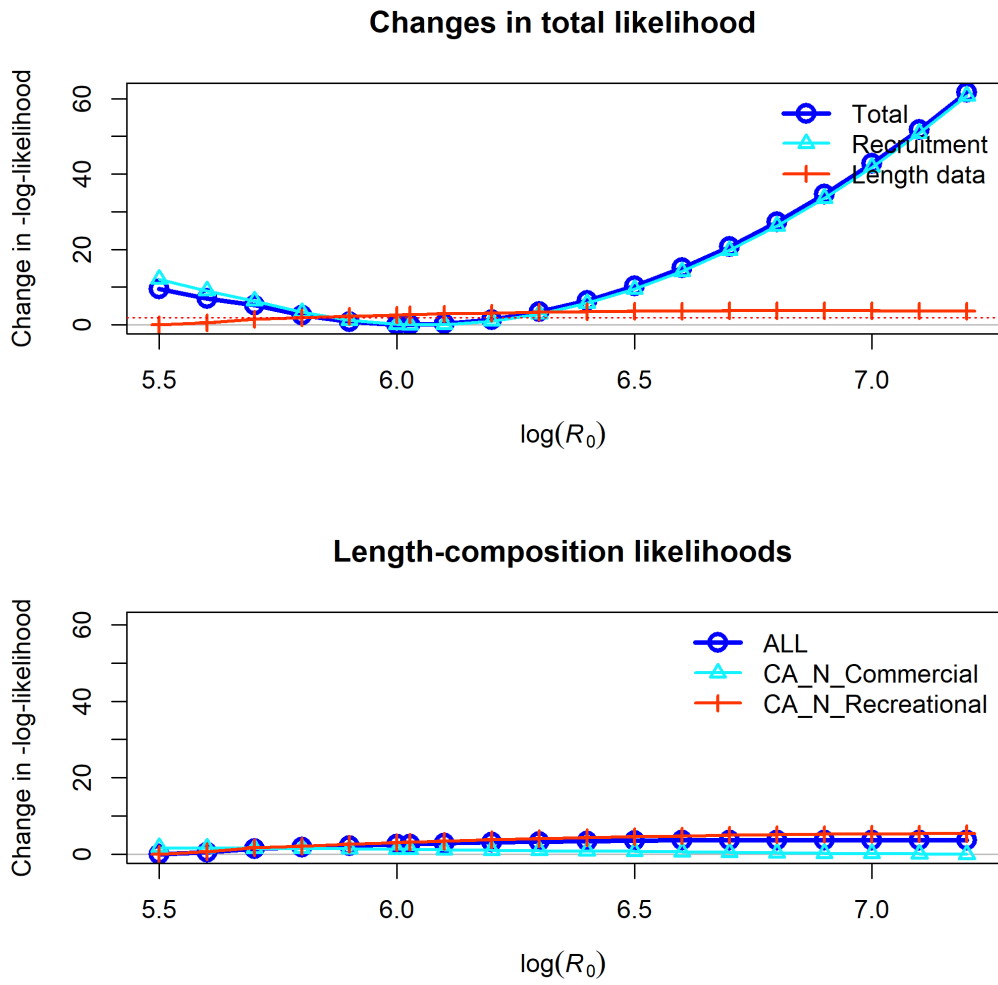 Changes in total likelihood
Change in -log-likelihood
60
40
20
0
Total
Recruitment
Length data
5.5 6.0 6.5 7.0
log(R0)
Length-composition likelihoods
Change in -log-likelihood
60
40
20
0
ALL
CA_N_Commercial
CA_N_Recreational
5.5 6.0 6.5 7.0
log(R0)